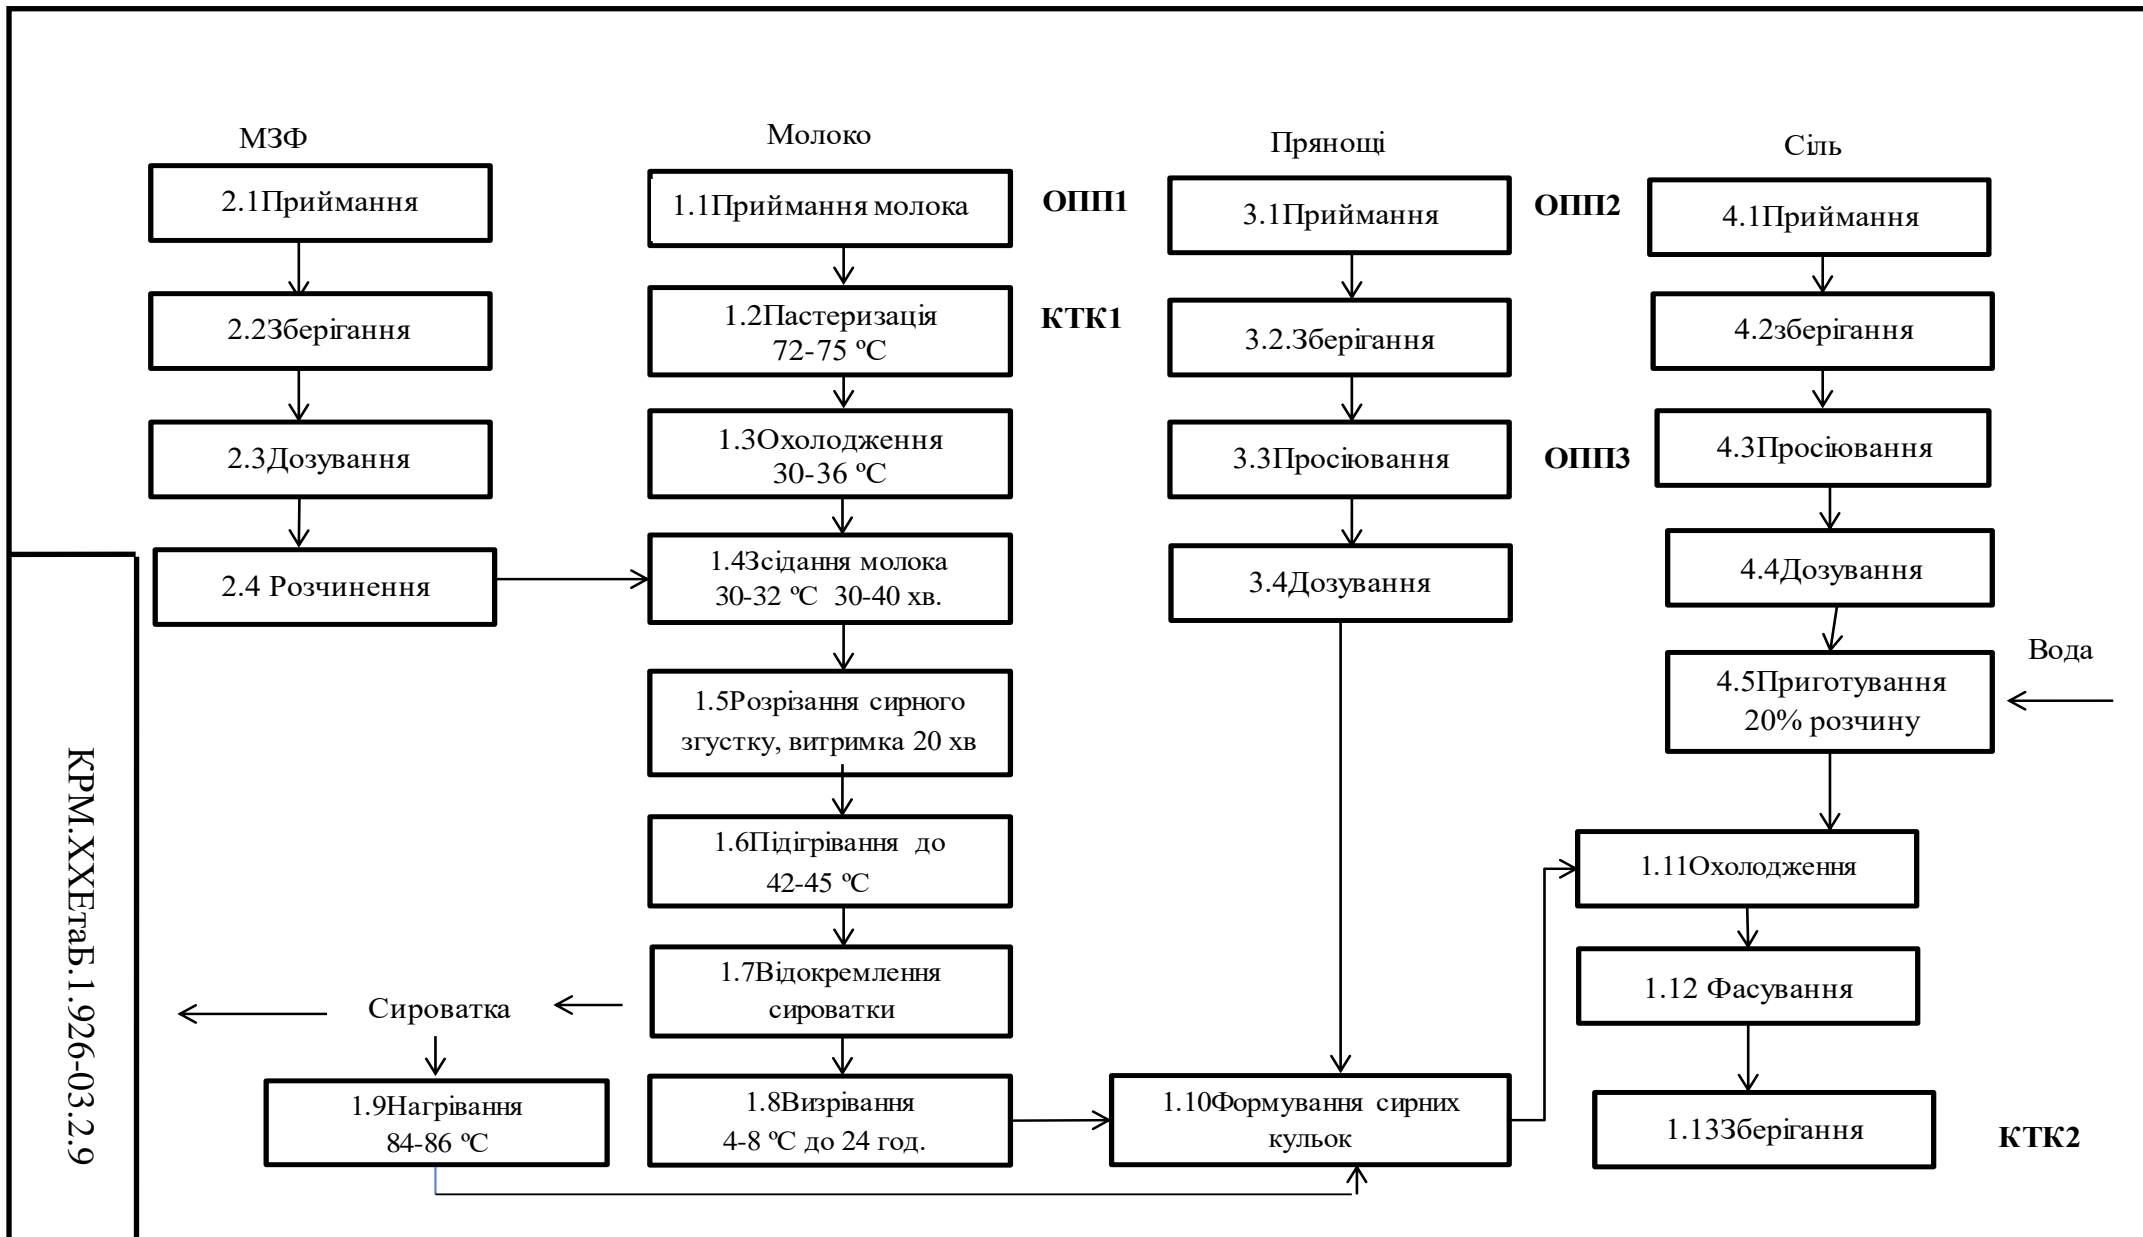 МЗФ
2.1Приймання
2.2Зберігання
2.3Дозування
2.4 Розчинення
Молоко
1.1Приймання молока
ОПП1
1.2Пастеризація
72-75 ºС
КТК1
1.3Охолодження
30-36 ºС
1.4Зсідання молока
30-32 ºС 30-40 хв.
1.5Розрізання сирного
згустку, витримка 20 хв
1.6Підігрівання до
42-45 ºС
1.7Відокремлення
сироватки
Сироватка
1.9Нагрівання
84-86 ºС
1.8Визрівання
4-8 ºС до 24 год.
Прянощі
3.1Приймання
ОПП2
3.2.Зберігання
3.3Просіювання
ОПП3
3.4Дозування
1.10Формування сирних
кульок
Сіль
4.1Приймання
4.2зберігання
4.3Просіювання
4.4Дозування
4.5Приготування
20% розчину
Вода
1.11Охолодження
1.12 Фасування
1.13Зберігання
КТК2
КРМ.ХХЕтаБ.1.926-03.2.9